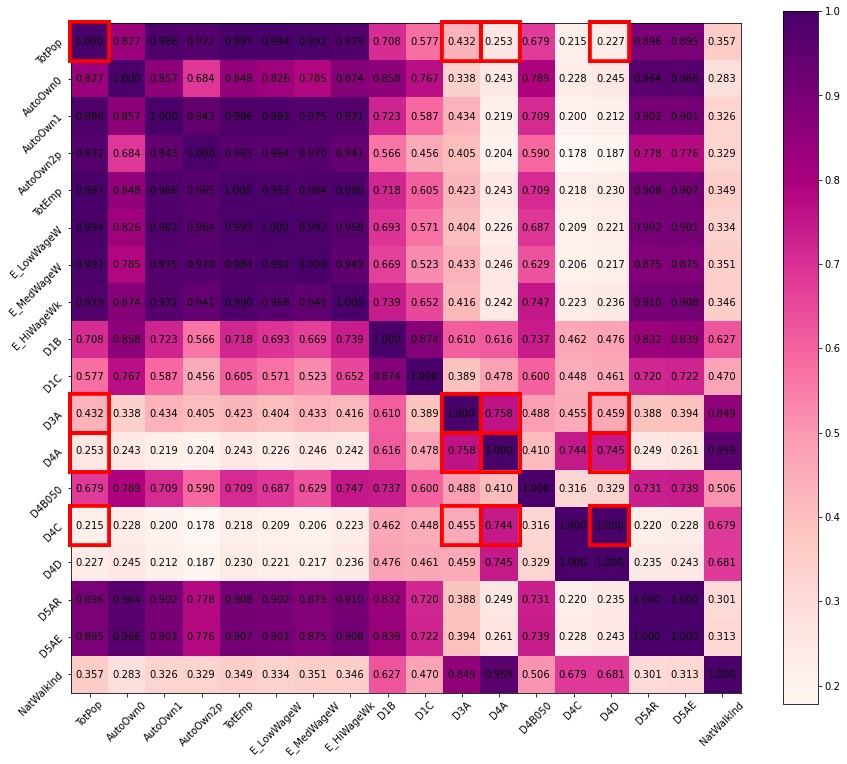 TotPop 1.000 0.827 0.986 0.972 0.997 0.994 0.992 0.979 0.708 0.577 0.432 0.253 0.679 0.215 0.227 0.896 0.895 0.357
AutoOwn0 0.827 1.000 0.857 0.684 0.848 0.826 0.785 0.874 0.858 0.767 0.338 0.243 0.789 0.228 0.245 0.964 0.966 0.283
AutoOwn1 0.986 0.857 1.000 0.943 0.986 0.982 0.975 0.971 0.723 0.587 0.434 0.219 0.709 0.200 0.212 0.902 0.901 0.326
AutoOwn2p 0.972 0.684 0.943 1.000 0.965 0.964 0.970 0.941 0.566 0.456 0.405 0.204 0.590 0.178 0.187 0.778 0.776 0.329
TotEmp 0.997 0.848 0.986 0.965 1.000 0.993 0.984 0.990 0.718 0.605 0.423 0.243 0.709 0.218 0.230 0.908 0.907 0.349
E_LowWageW 0.994 0.826 0.982 0.964 0.993 1.000 0.992 0.968 0.693 0.571 0.404 0.226 0.687 0.209 0.221 0.902 0.901 0.334
E_MedWageW 0.992 0.785 0.975 0.970 0.984 0.992 1.000 0.949 0.669 0.523 0.433 0.246 0.629 0.206 0.217 0.875 0.875 0.351
E_HiWageWk 0.979 0.874 0.971 0.941 0.990 0.968 0.949 1.000 0.739 0.652 0.416 0.242 0.747 0.223 0.236 0.910 0.908 0.346
D1B 0.708 0.858 0.723 0.566 0.718 0.693 0.669 0.739 1.000 0.874 0.610 0.616 0.737 0.462 0.476 0.832 0.839 0.627
D1C 0.577 0.767 0.587 0.456 0.605 0.571 0.523 0.652 0.874 1.000 0.389 0.478 0.600 0.448 0.461 0.720 0.722 0.470
D3A 0.432 0.338 0.434 0.405 0.423 0.404 0.433 0.416 0.610 0.389 1.000 0.758 0.488 0.455 0.459 0.388 0.394 0.849
D4A 0.253 0.243 0.219 0.204 0.243 0.226 0.246 0.242 0.616 0.478 0.758 1.000 0.410 0.744 0.745 0.249 0.261 0.959
D4B050 0.679 0.789 0.709 0.590 0.709 0.687 0.629 0.747 0.737 0.600 0.488 0.410 1.000 0.316 0.329 0.731 0.739 0.506
D4C 0.215 0.228 0.200 0.178 0.218 0.209 0.206 0.223 0.462 0.448 0.455 0.744 0.316 1.000 1.000 0.220 0.228 0.679
D4D 0.227 0.245 0.212 0.187 0.230 0.221 0.217 0.236 0.476 0.461 0.459 0.745 0.329 1.000 1.000 0.235 0.243 0.681
D5AR 0.896 0.964 0.902 0.778 0.908 0.902 0.875 0.910 0.832 0.720 0.388 0.249 0.731 0.220 0.235 1.000 1.000 0.301
D5AE 0.895 0.966 0.901 0.776 0.907 0.901 0.875 0.908 0.839 0.722 0.394 0.261 0.739 0.228 0.243 1.000 1.000 0.313
NatWalkInd 0.357 0.283 0.326 0.329 0.349 0.334 0.351 0.346 0.627 0.470 0.849 0.959 0.506 0.679 0.681 0.301 0.313 1.000
TotPop AutoOwn0 AutoOwn1 AutoOwn2p TotEmp E_LowWageW E_MedWageW E_HiWageWk D1B D1C D3A D4A D4B050 D4C D4D D5AR D5AE NatWalkInd
1.0
0.9
0.8
0.7
0.6
0.5
0.4
0.3
0.2